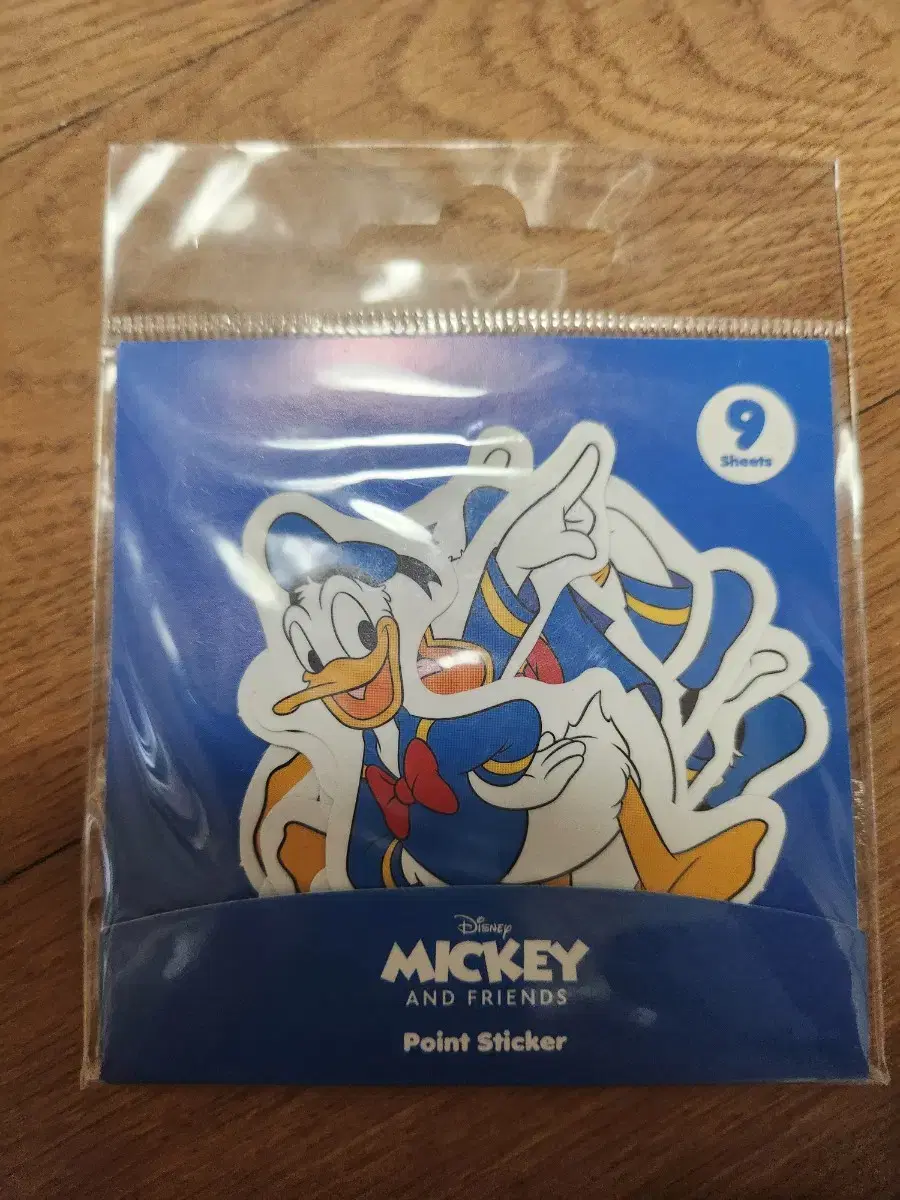 9
Sheets
Disney
MICKEY
AND FRIENDS
Point Sticker